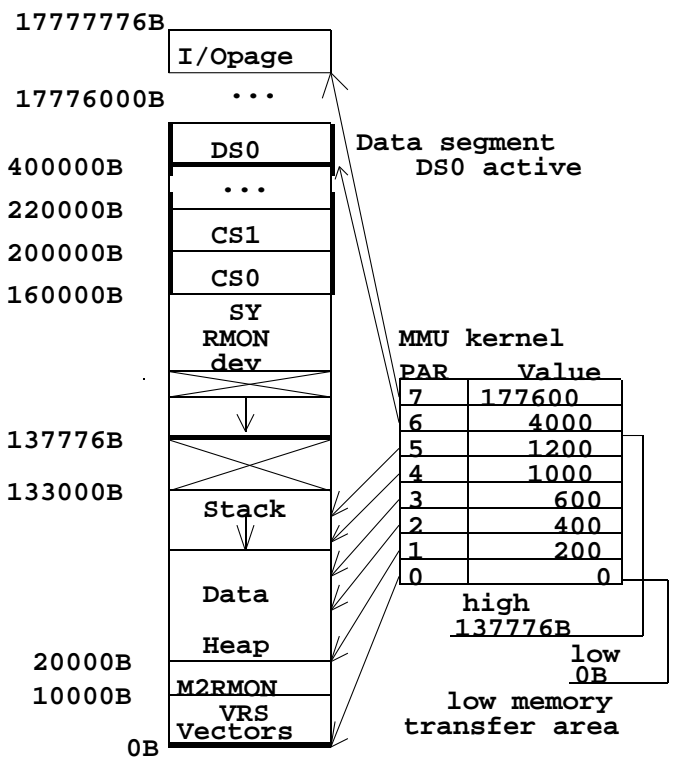 17777776B
I/Opage
17776000B
...
Data segment
DS0 active
DS0
400000B
...
220000B
CS1
200000B
CS0
160000B
SY
RMON
dev
MMU kernel
PAR Value
7 177600
6 4000
5 1200
4 1000
3 600
2 400
1 200
0 0
137776B
133000B
Stack
Data
Heap
high
137776B
low
0B
low memory
transfer area
20000B
M2RMON
10000B
VRS
Vectors
0B